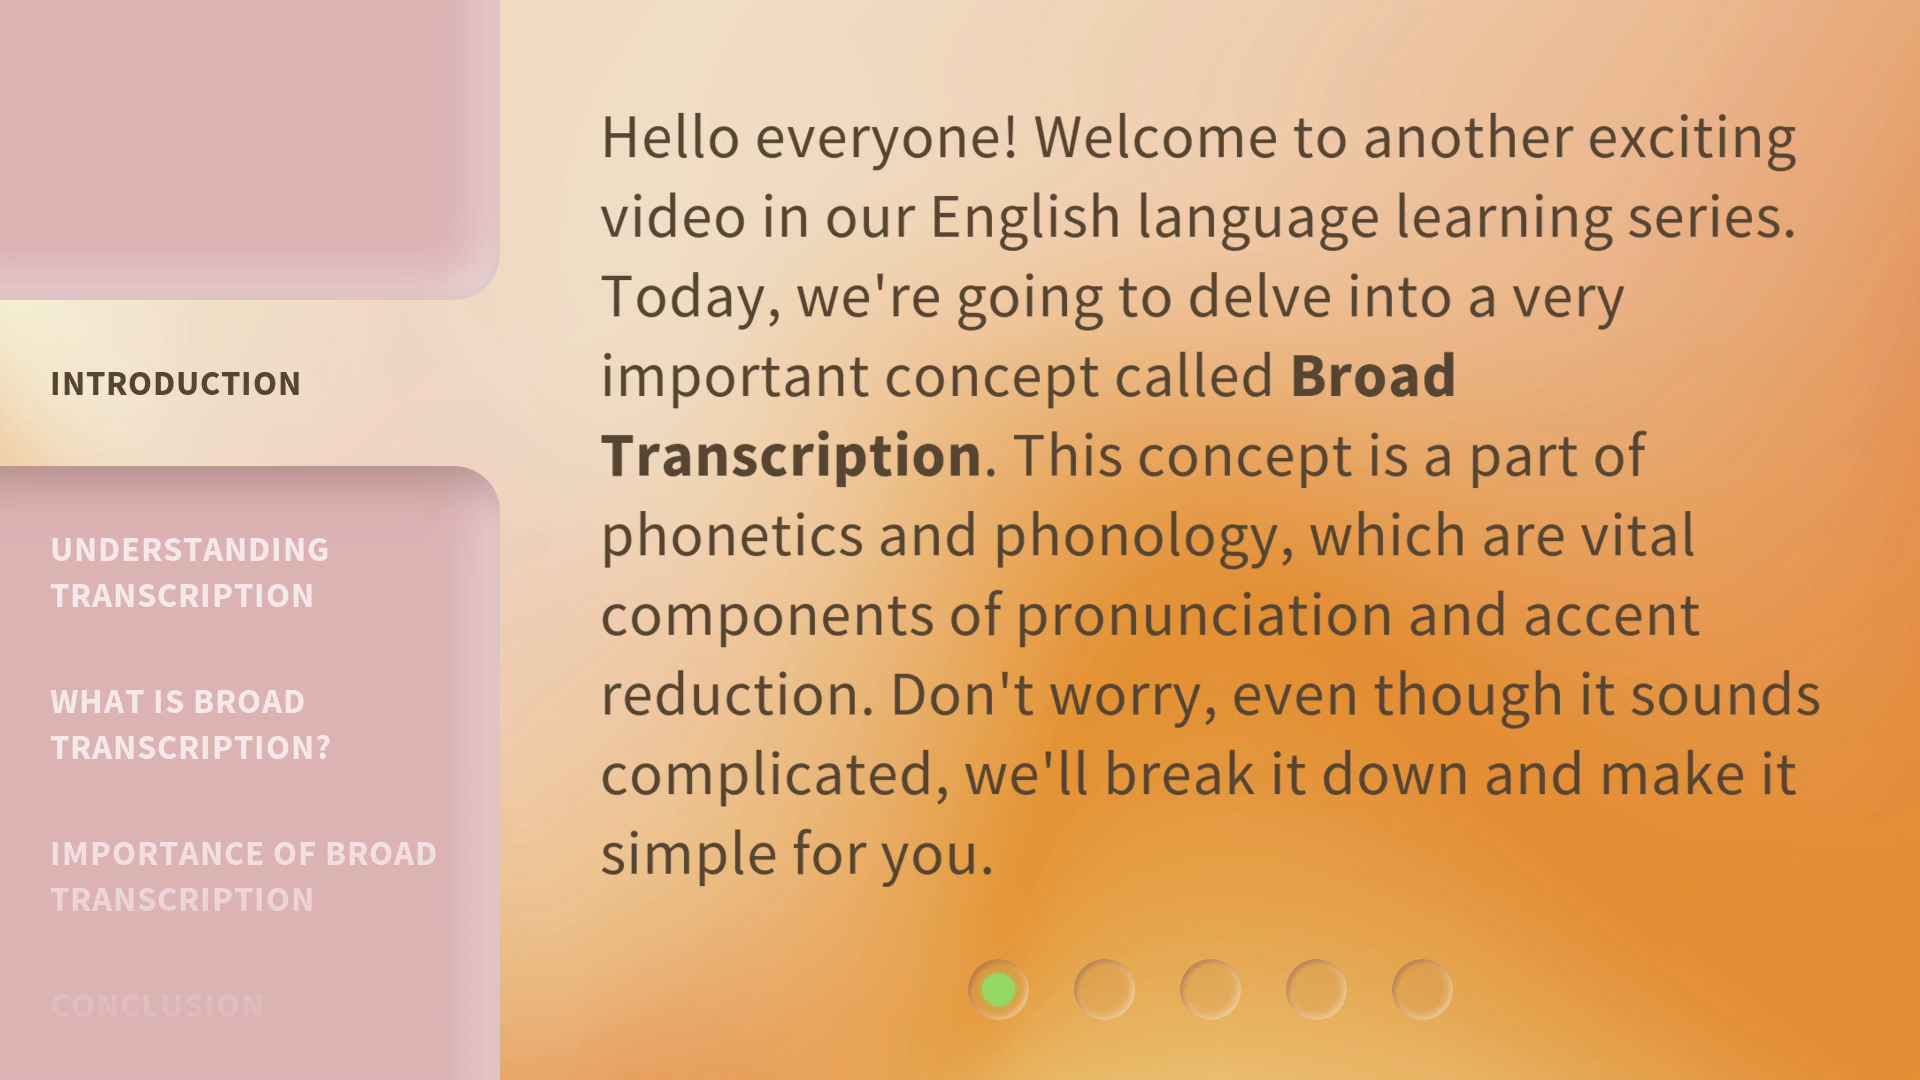 INTRODUCTION
UNDERSTANDING
TRANSCRIPTION
WHAT IS BROAD
TRANSCRIPTION?
IMPORTANCE OF BROAD
TRANSCRIPTION
CONCLUSION
Hello everyone! Welcome to another exciting
video in our English language learning series.
Today, we're going to delve into a very
important concept called Broad
Transcription. This concept is a part of
phonetics and phonology, which are vital
components of pronunciation and accent
reduction. Don't worry, even though it sounds
complicated, we'll break it down and make it
simple for you.